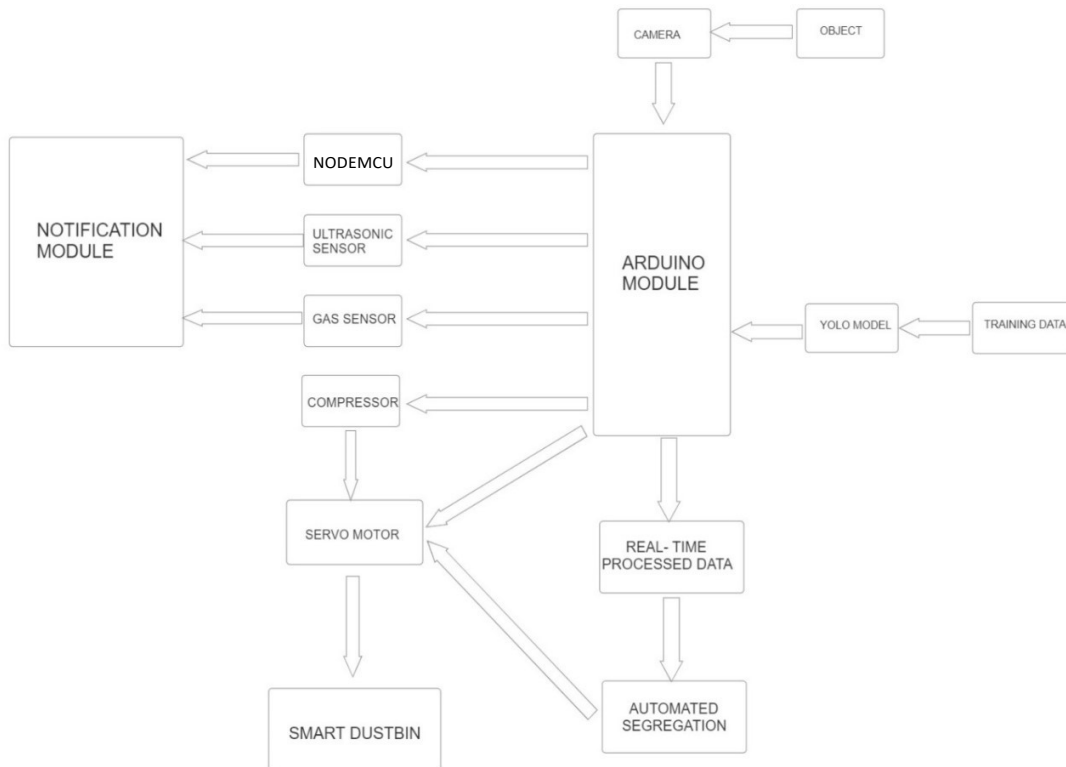 CAMERA
OBJECT
NODEMCU
NOTIFICATION
MODULE
ULTRASONIC
SENSOR
ARDUINO
MODULE
GAS SENSOR
YOLO MODEL
TRAINING DATA
COMPRESSOR
SERVO MOTOR
REAL- TIME
PROCESSED DATA
SMART DUSTBIN
AUTOMATED
SEGREGATION